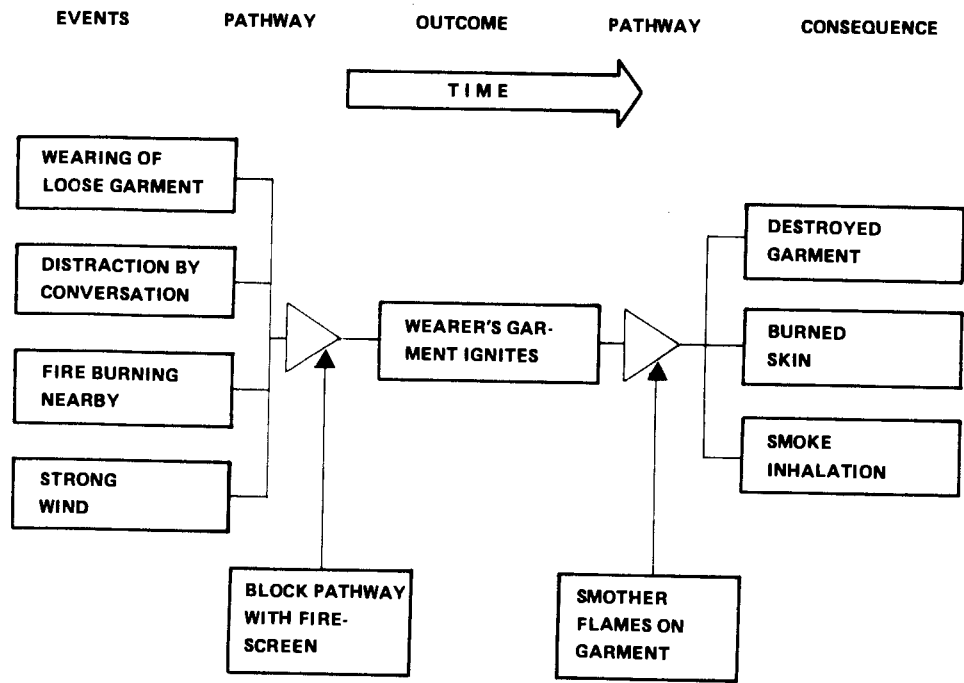 EVENTS PATHWAY OUTCOME PATHWAY CONSEQUENCE
TIME
WEARING OF
LOOSE GARMENT
DISTRACTION BY
CONVERSATION
FIRE BURNING
NEARBY
STRONG
WIND
BLOCK PATHWAY
WITH FIRE-
SCREEN
WEARER'S GAR-
MENT IGNITES
SMOTHER
FLAMES ON
GARMENT
DESTROYED
GARMENT
BURNED
SKIN
SMOKE
INHALATION